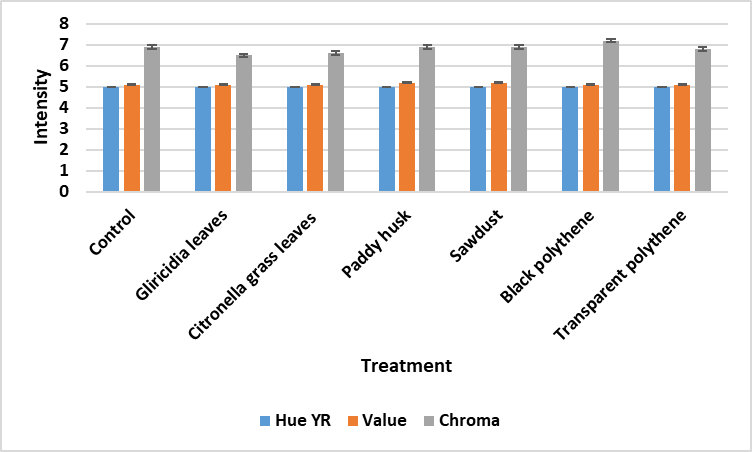 8
7
6
5
4
3
2
1
0
Intensity
Control
Gliricidia leaves
Citronella grass leaves
Paddy husk
Sawdust
Black polythene
Transparent polythene
Treatment
Hue YR Value Chroma